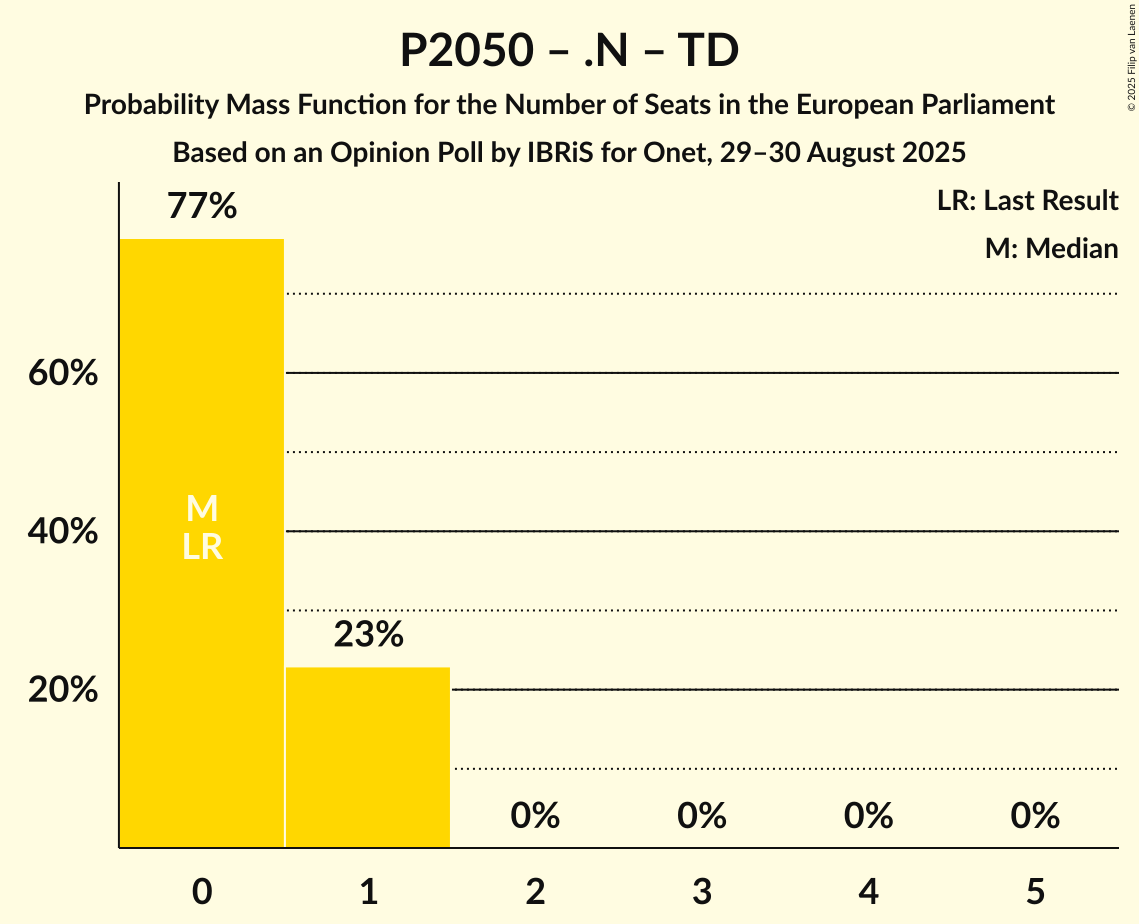 P2050 – .N – TD
Probability Mass Function for the Number of Seats in the European Parliament
Based on an Opinion Poll by IBRiS for Onet, 29–30 August 2025
© 2025 Filip van Laenen
LR: Last Result
M: Median
77%
60%
40%
20%
M
LR
23%
0%
0%
0%
0%
0
1
2
3
4
5